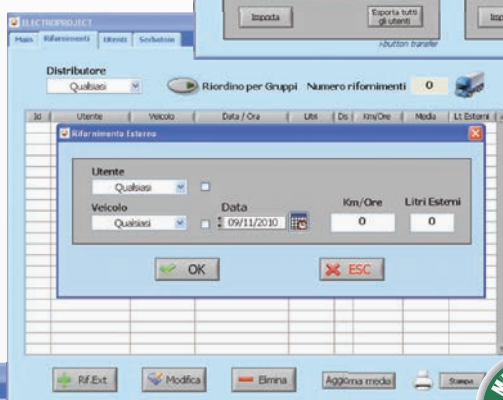 Importa
Esporta tutti
gli utenti
i-button transfer
ELECTROPROJECT
Main Rifornimenti Utenti Serbatoio
Distributore
Qualsiasi
Riordino per Gruppi Numero rifornimenti 0
Id Utente Veicolo Data / Ora Litri Dis Km/Ore Media Lt Esterni
Rifornimento Esterno
Utente
Qualsiasi
Veicolo Data Km/Ore Litri Esterni
Qualsiasi 09/11/2010 0 0
OK ESC
Rif.Ext Modifica Elimina Aggiorna media Stampa